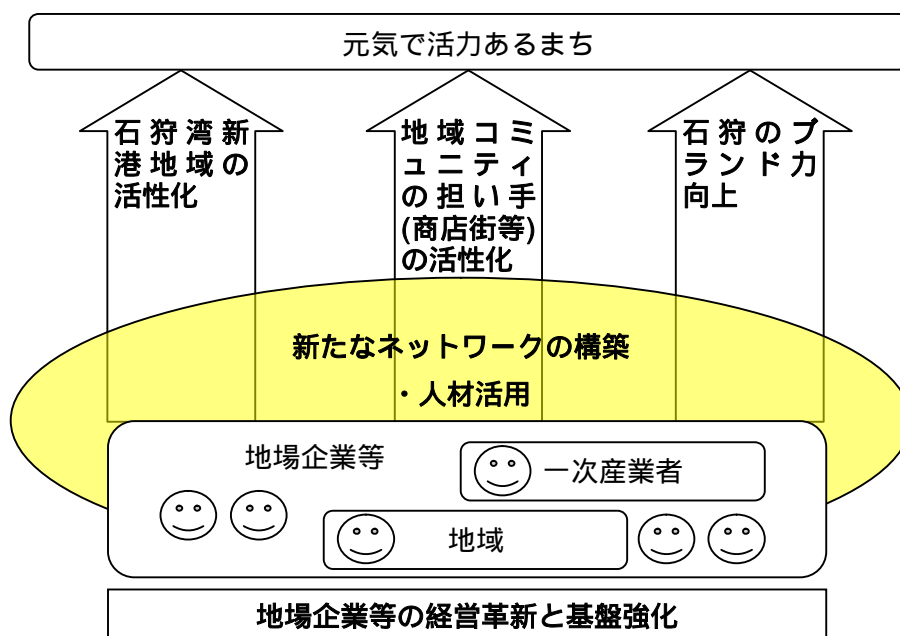 元気で活力あるまち
石狩湾新
港地域の
活性化
地域コミ
ュニティ
の担い手
(商店街等)
の活性化
石狩のブ
ランド力
向上
新たなネットワークの構築
・人材活用
地場企業等
一次産業者
地域
地場企業等の経営革新と基盤強化